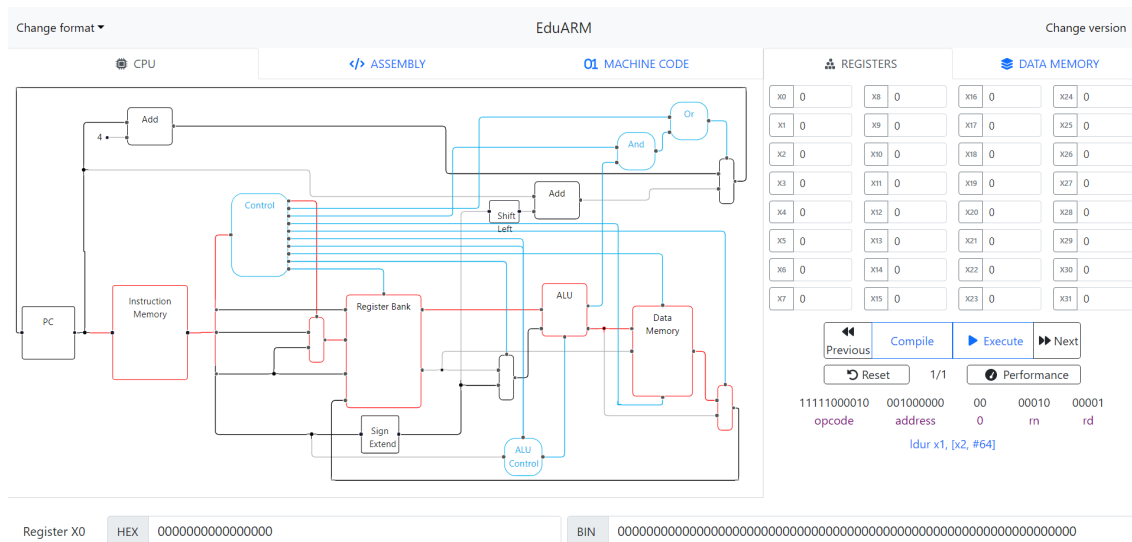 Change format
EduARM
Change version
CPU
</> ASSEMBLY
01 MACHINE CODE
REGISTERS
DATA MEMORY
Add
4
Or
And
Control
Add
Shift
Left
PC
Instruction
Memory
Register Bank
ALU
Data
Memory
Sign
Extend
ALU
Control
X0 0 X8 0 X16 0 X24 0
X1 0 X9 0 X17 0 X25 0
X2 0 X10 0 X18 0 X26 0
X3 0 X11 0 X19 0 X27 0
X4 0 X12 0 X20 0 X28 0
X5 0 X13 0 X21 0 X29 0
X6 0 X14 0 X22 0 X30 0
X7 0 X15 0 X23 0 X31 0
Previous
Compile
Execute
Next
Reset
1/1
Performance
11111000010 001000000 00 00010 00001
opcode address 0 rn rd
ldur x1, [x2, #64]
Register X0
HEX 0000000000000000
BIN 0000000000000000000000000000000000000000000000000000000000000000